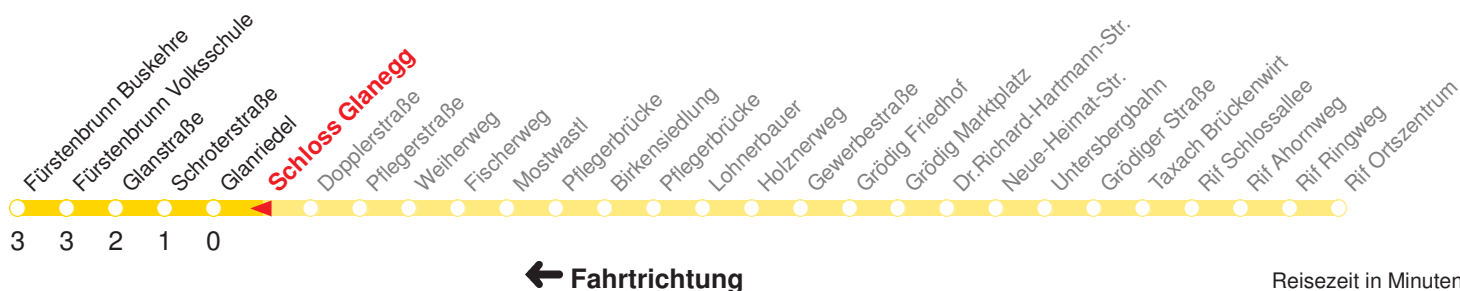 Fürstenbrunn Buskehre
Fürstenbrunn Volksschule
Glanstraße
Schroterstraße
Glanriedel
Schloss Glanegg
Dopplerstraße
Pflegerstraße
Weiherweg
Fischerweg
Mostwastl
Pflegerbrücke
Birkensiedlung
Pflegerbrücke
Lohnerbauer
Holznerweg
Gewerbestraße
Grödig Friedhof
Grödig Marktplatz
Dr.Richard-Hartmann-Str.
Neue-Heimat-Str.
Untersbergbahn
Grödiger Straße
Taxach Brückenwirt
Rif Schlossallee
Rif Ahornweg
Rif Ringweg
Rif Ortszentrum
3 3 2 1 0
Fahrtrichtung
Reisezeit in Minuten